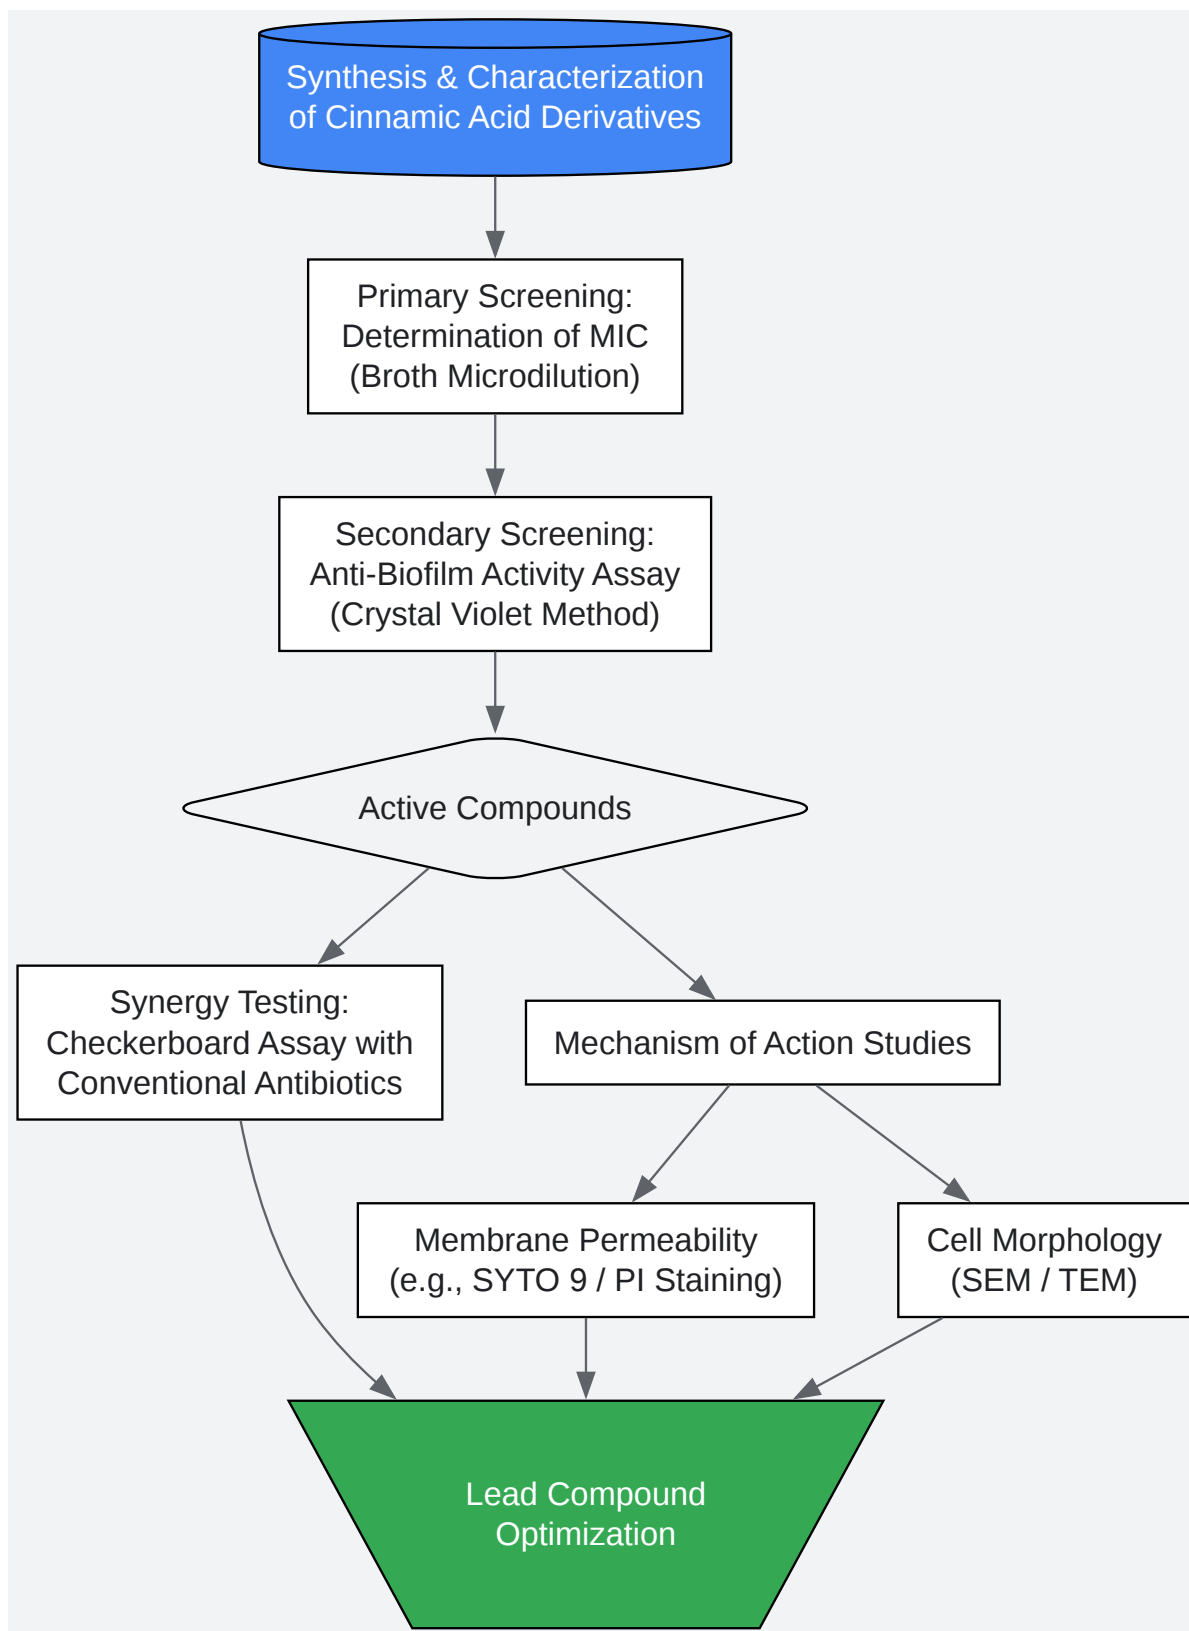 Synthesis & Characterization
of Cinnamic Acid Derivatives
Primary Screening:
Determination of MIC
(Broth Microdilution)
Secondary Screening:
Anti-Biofilm Activity Assay
(Crystal Violet Method)
Active Compounds
Synergy Testing:
Checkerboard Assay with
Conventional Antibiotics
Mechanism of Action Studies
Membrane Permeability
(e.g., SYTO 9 / PI Staining)
Cell Morphology
(SEM / TEM)
Lead Compound
Optimization